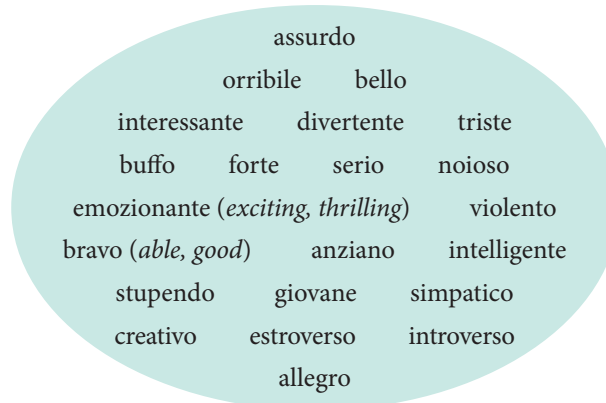 assurdo
orribile bello
interessante divertente triste
buffo forte serio noioso
emozionante (exciting, thrilling) violento
bravo (able, good) anziano intelligente
stupendo giovane simpatico
creativo estroverso introverso
allegro